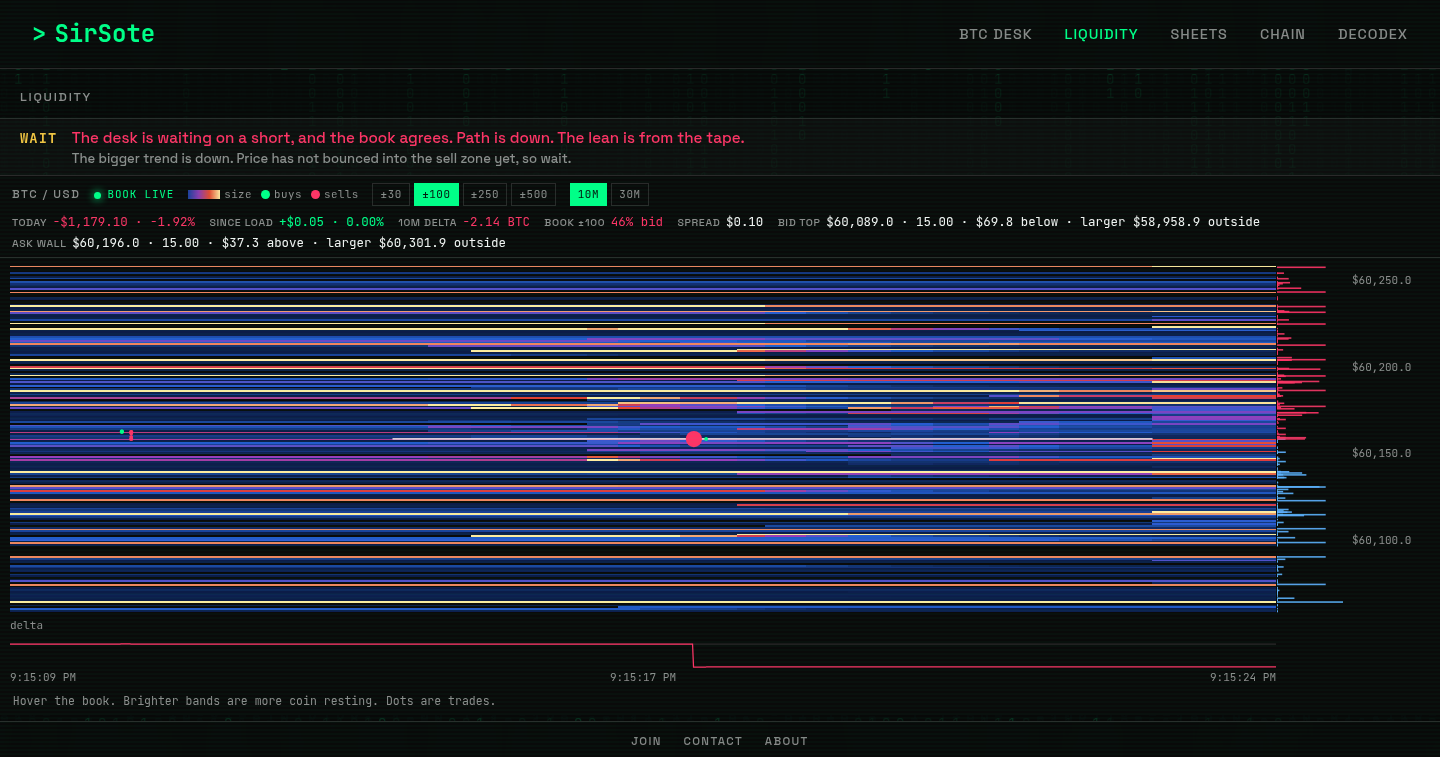 > SirSote
BTC DESK LIQUIDITY SHEETS CHAIN DECODEX
LIQUIDITY
WAIT The desk is waiting on a short, and the book agrees. Path is down. The lean is from the tape.
The bigger trend is down. Price has not bounced into the sell zone yet, so wait.
BTC / USD BOOK LIVE size buys sells ±30 ±100 ±250 ±500 10M 30M
TODAY -$1,179.10 · -1.92% SINCE LOAD +$0.05 · 0.00% 10M DELTA -2.14 BTC BOOK ±100 46% bid SPREAD $0.10 BID TOP $60,089.0 · 15.00 · $69.8 below · larger $58,958.9 outside
ASK WALL $60,196.0 · 15.00 · $37.3 above · larger $60,301.9 outside
$60,250.0
$60,200.0
$60,150.0
$60,100.0
delta
9:15:09 PM 9:15:17 PM 9:15:24 PM
Hover the book. Brighter bands are more coin resting. Dots are trades.
JOIN CONTACT ABOUT